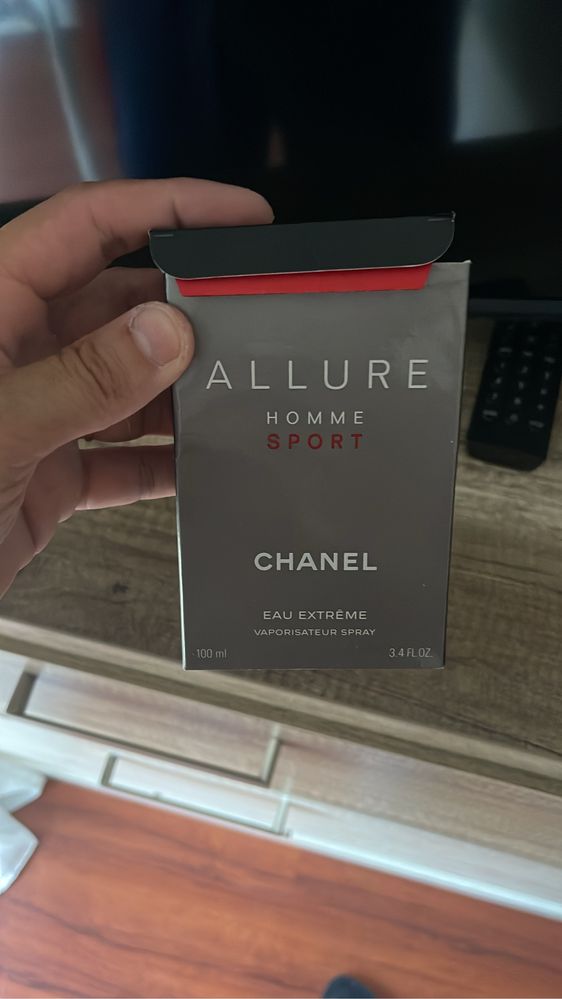 ALLURE
HOMME
SPORT
CHANEL
EAU EXTRÊME
VAPORISATEUR SPRAY
100 ml 3.4 FL.OZ.